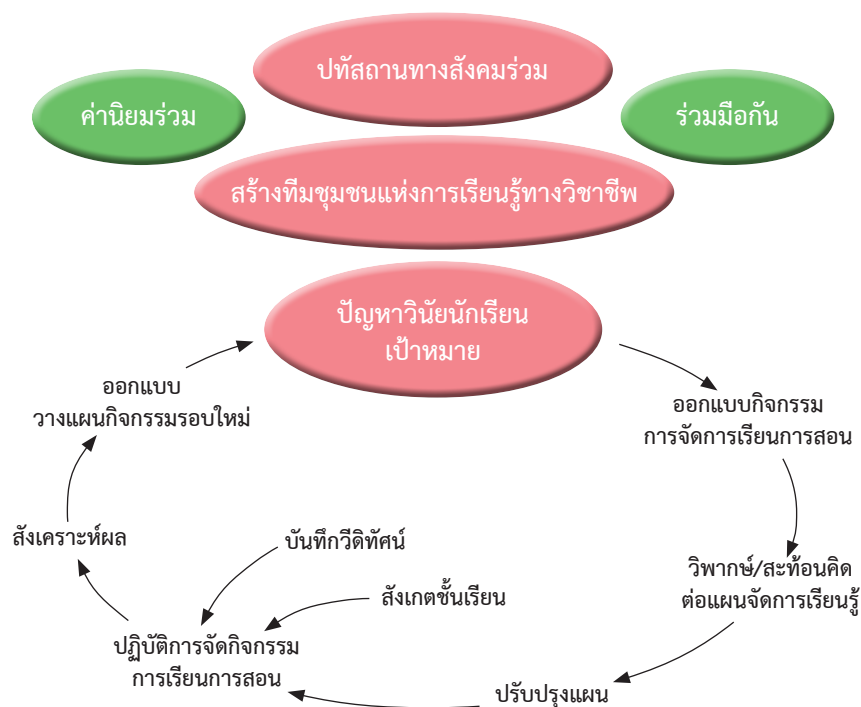 ปทัสถานทางสังคมร่วม
ค่านิยมร่วม
ร่วมมือกัน
สร้างทีมชุมชนแห่งการเรียนรู้ทางวิชาชีพ
ปัญหาวินัยนักเรียน
เป้าหมาย
ออกแบบกิจกรรม
การจัดการเรียนการสอน
วิพากษ์/สะท้อนคิด
ต่อแผนจัดการเรียนรู้
ปรับปรุงแผน
ปฏิบัติการจัดกิจกรรม
การเรียนการสอน
บันทึกวีดิทัศน์
สังเกตชั้นเรียน
สังเคราะห์ผล
ออกแบบ
วางแผนกิจกรรมรอบใหม่